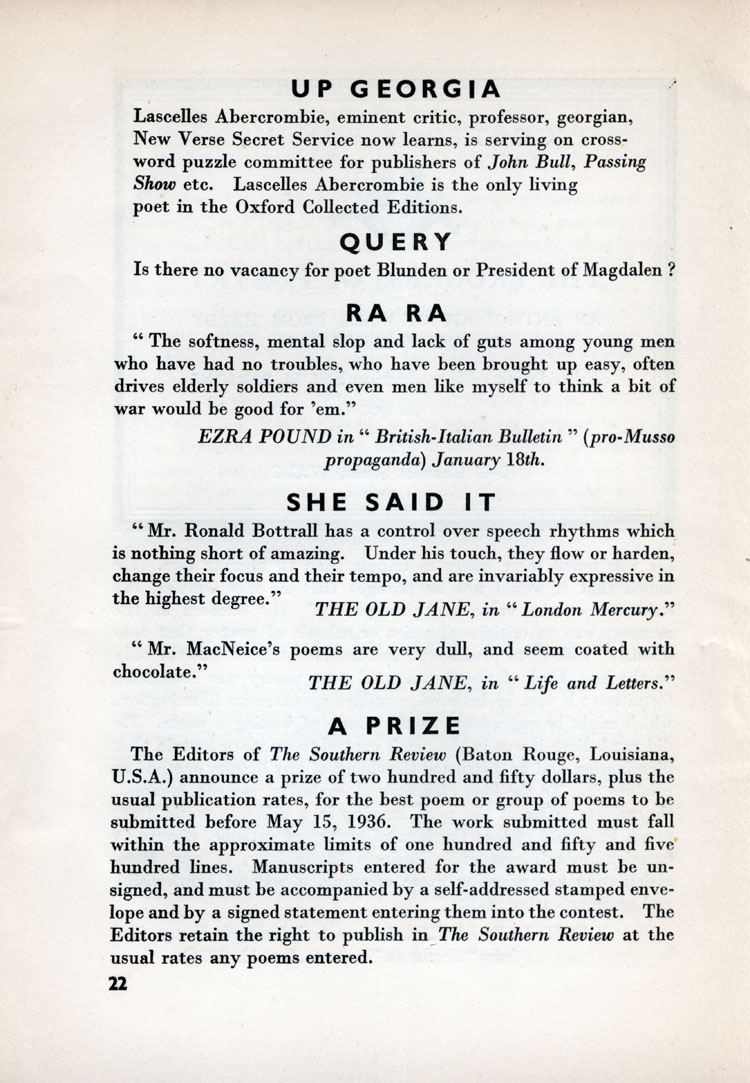 UP GEORGIA
Lascelles Abercrombie, eminent critic, professor, georgian,
New Verse Secret Service now learns, is serving on cross-
word puzzle committee for publishers of John Bull, Passing
Show etc. Lascelles Abercrombie is the only living
poet in the Oxford Collected Editions.
QUERY
Is there no vacancy for poet Blunden or President of Magdalen ?
RA RA
“ The softness, mental slop and lack of guts among young men
who have had no troubles, who have been brought up easy, often
drives elderly soldiers and even men like myself to think a bit of
war would be good for ’em.”
EZRA POUND in “ British-Italian Bulletin ” (pro-Musso
propaganda) January 18th.
SHE SAID IT
“ Mr. Ronald Bottrall has a control over speech rhythms which
is nothing short of amazing. Under his touch, they flow or harden,
change their focus and their tempo, and are invariably expressive in
the highest degree.”
THE OLD JANE, in “ London Mercury.”
“ Mr. MacNeice’s poems are very dull, and seem coated with
chocolate.”
THE OLD JANE, in “ Life and Letters.”
A PRIZE
The Editors of The Southern Review (Baton Rouge, Louisiana,
U.S.A.) announce a prize of two hundred and fifty dollars, plus the
usual publication rates, for the best poem or group of poems to be
submitted before May 15, 1936. The work submitted must fall
within the approximate limits of one hundred and fifty and five
hundred lines. Manuscripts entered for the award must be un-
signed, and must be accompanied by a self-addressed stamped enve-
lope and by a signed statement entering them into the contest. The
Editors retain the right to publish in The Southern Review at the
usual rates any poems entered.
22